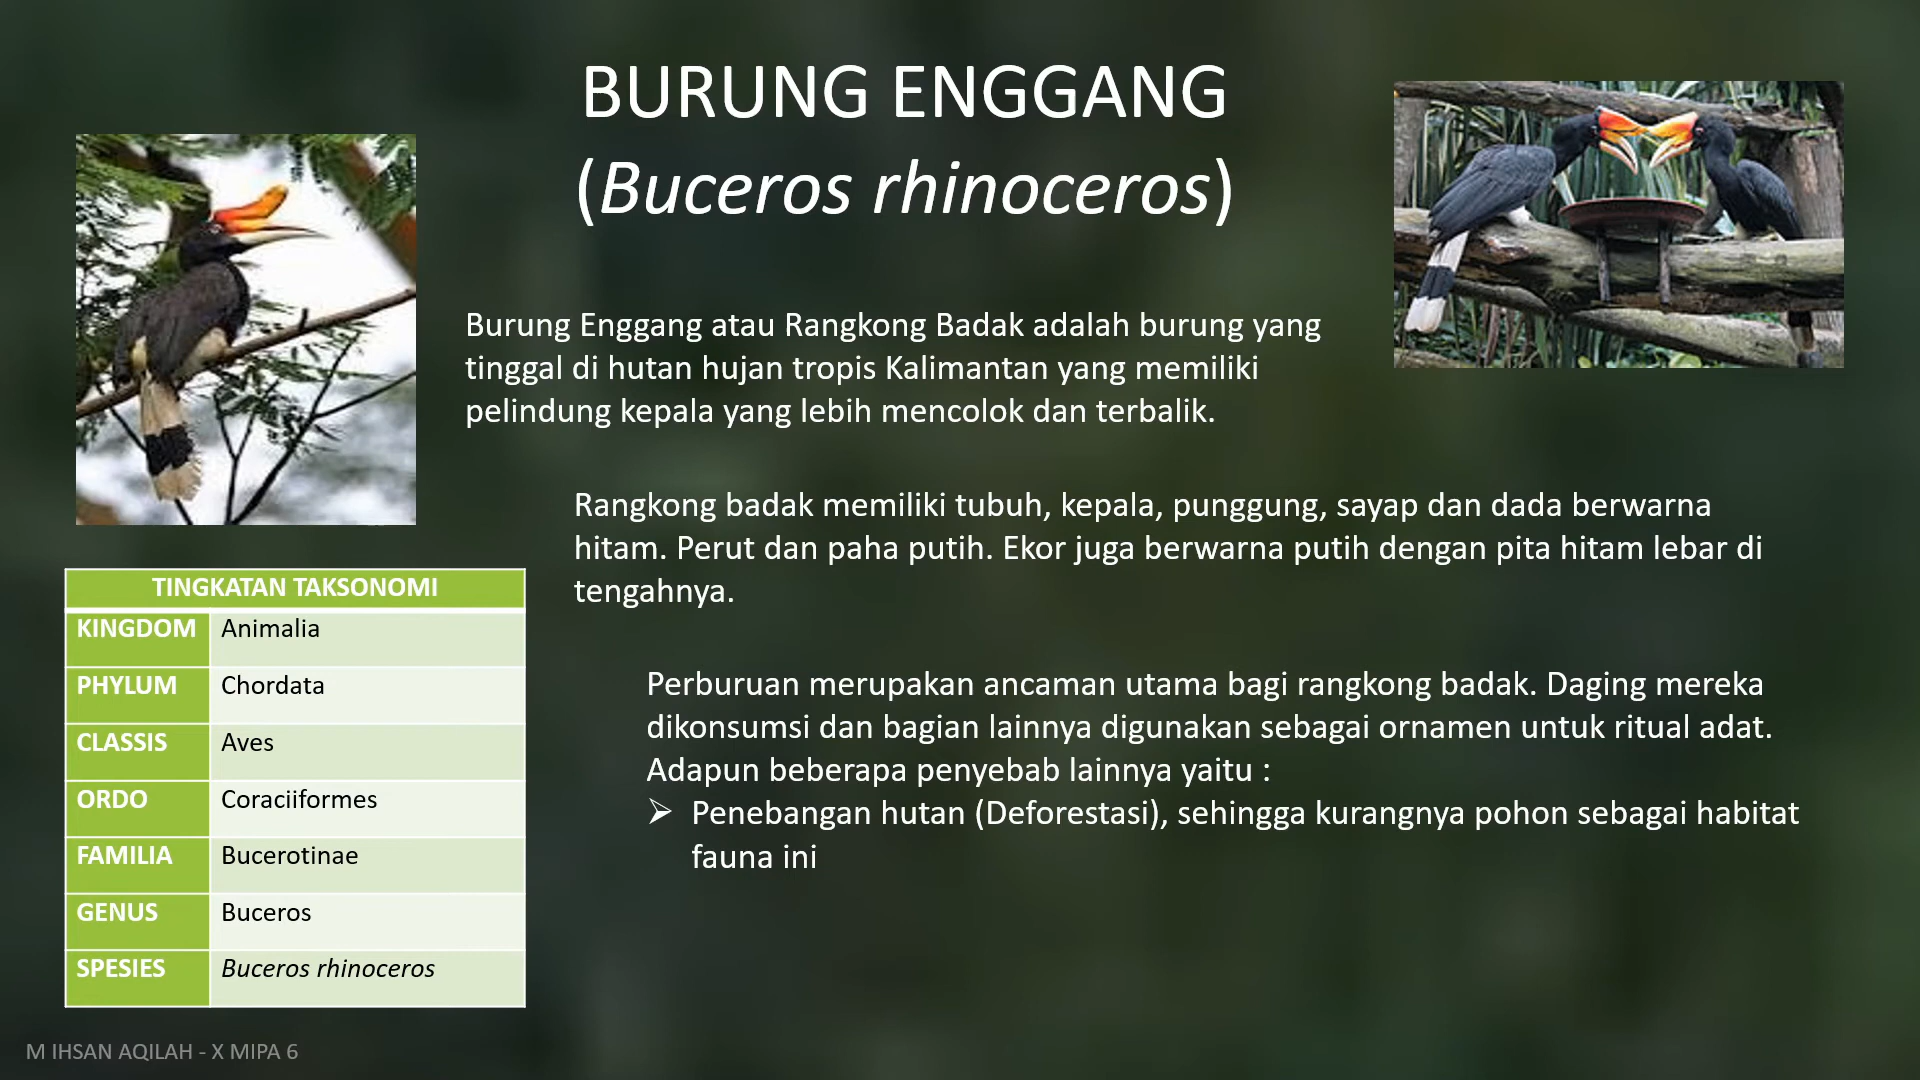 BURUNG ENGGANG
(Buceros rhinoceros)
Burung Enggang atau Rangkong Badak adalah burung yang
tinggal di hutan hujan tropis Kalimantan yang memiliki
pelindung kepala yang lebih mencolok dan terbalik.
Rangkong badak memiliki tubuh, kepala, punggung, sayap dan dada berwarna
hitam. Perut dan paha putih. Ekor juga berwarna putih dengan pita hitam lebar di
tengahnya.
TINGKATAN TAKSONOMI
KINGDOM Animalia
PHYLUM Chordata
CLASSIS Aves
ORDO Coraciiformes
FAMILIA Bucerotinae
GENUS Buceros
SPESIES Buceros rhinoceros
Perburuan merupakan ancaman utama bagi rangkong badak. Daging mereka
dikonsumsi dan bagian lainnya digunakan sebagai ornamen untuk ritual adat.
Adapun beberapa penyebab lainnya yaitu :
➢ Penebangan hutan (Deforestasi), sehingga kurangnya pohon sebagai habitat
fauna ini
M IHSAN AQILAH - X MIPA 6